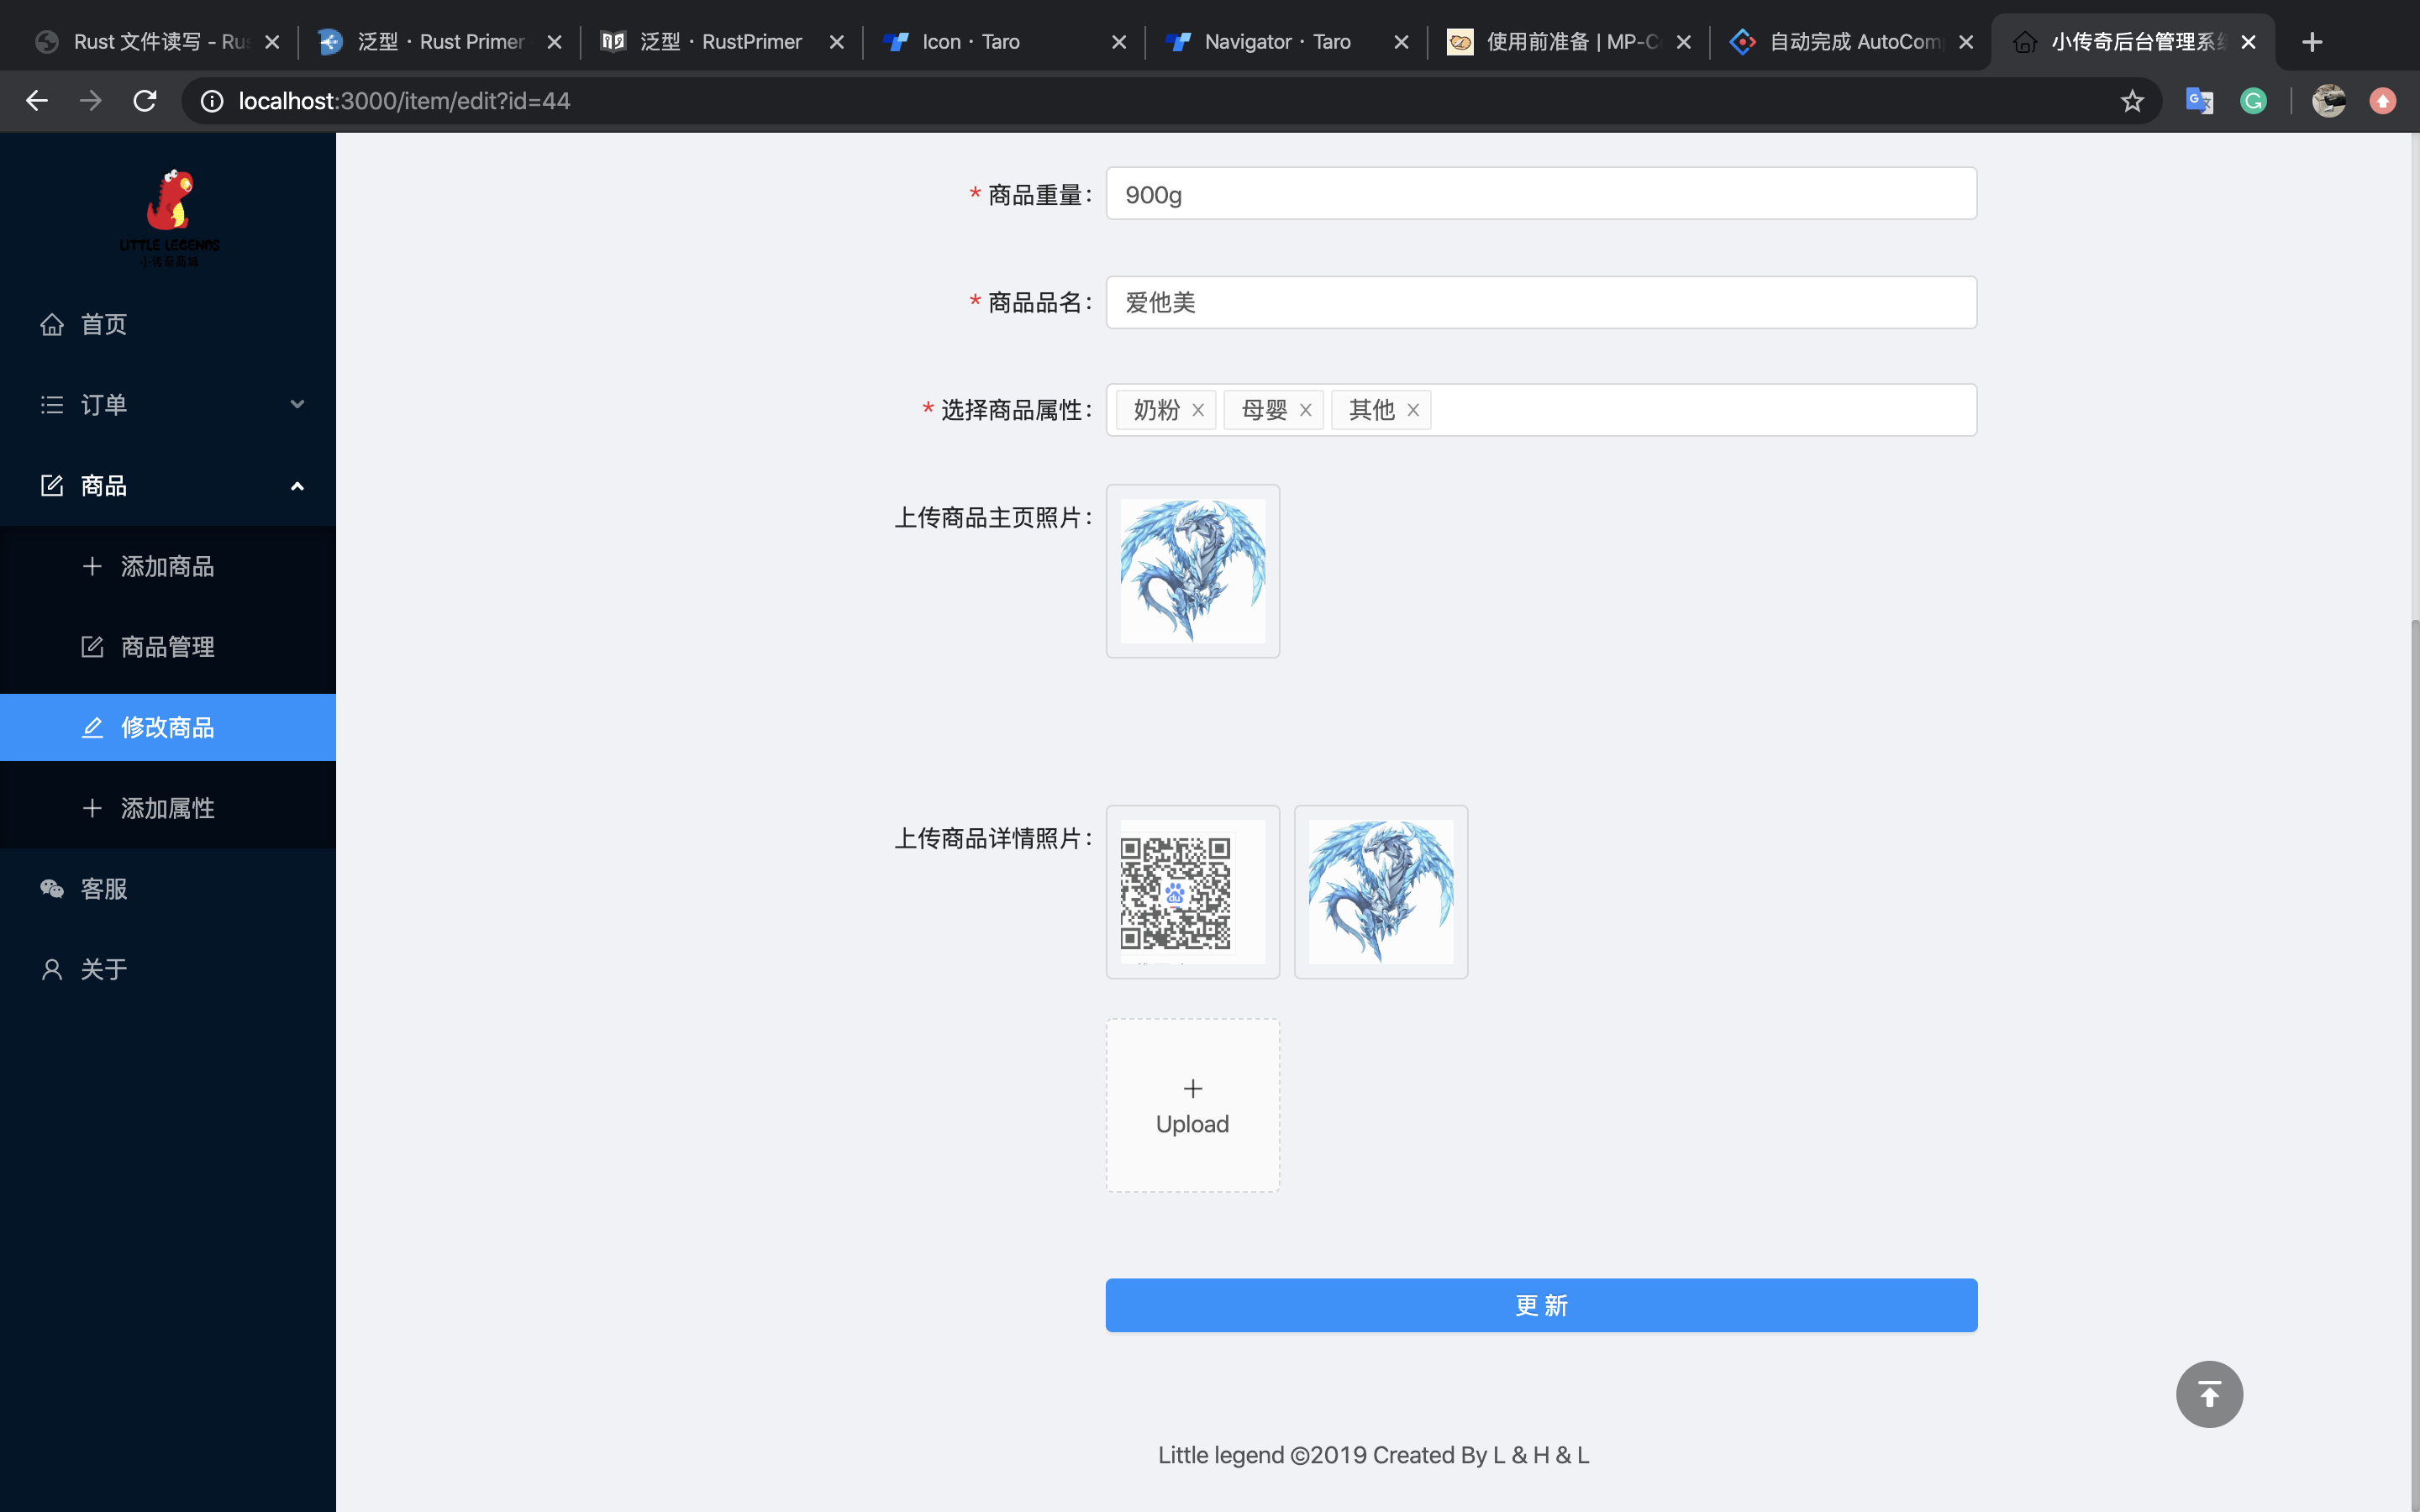 Rust 文件读写 - Rus
泛型 · Rust Primer
泛型 · RustPrimer
Icon · Taro
Navigator · Taro
使用前准备 | MP-C
自动完成 AutoCom
小传奇后台管理系统
localhost:3000/item/edit?id=44
LITTLE LEGENDS
小传奇商城
首页
订单
商品
添加商品
商品管理
修改商品
添加属性
客服
关于
* 商品重量:
900g
* 商品品名:
爱他美
* 选择商品属性:
奶粉
母婴
其他
上传商品主页照片:
上传商品详情照片:
du
Upload
更 新
Little legend ©2019 Created By L & H & L